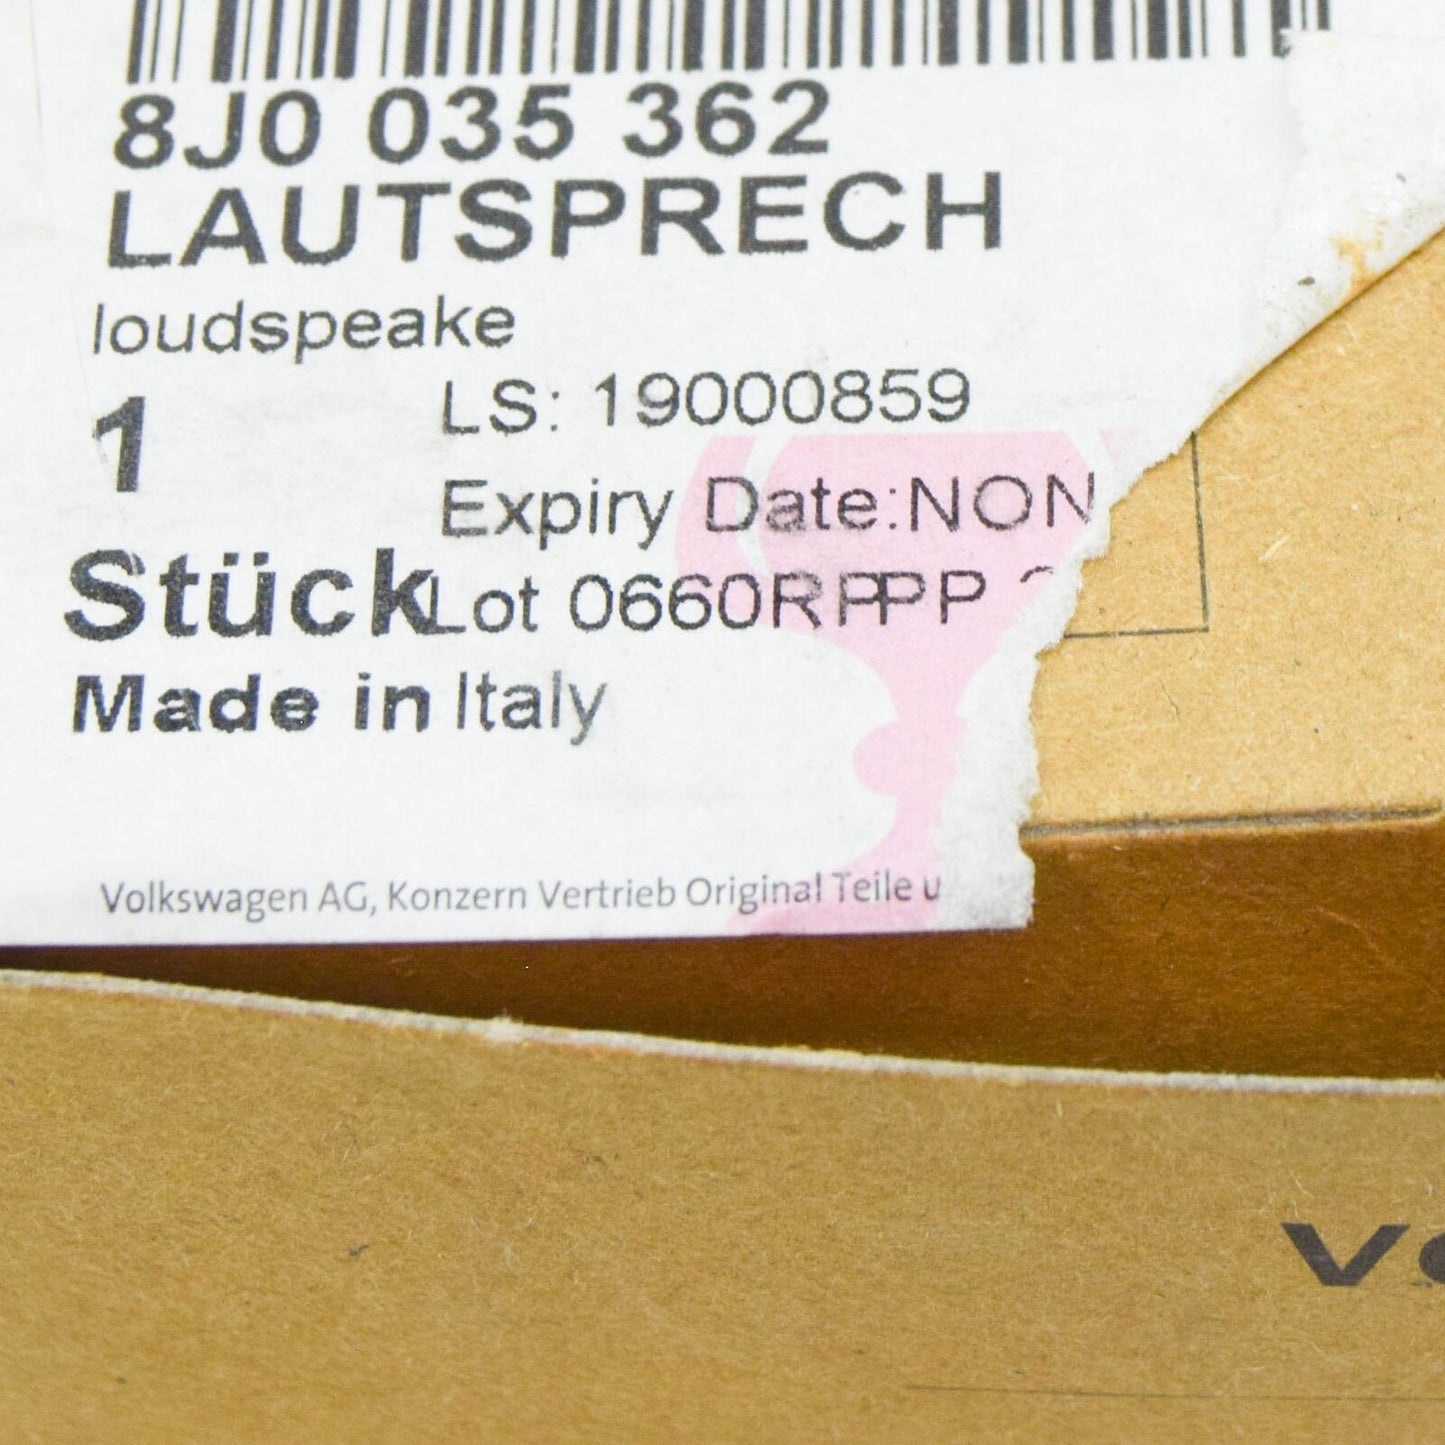 8J0 035 362
LAUTSPRECH
loudspeake
1
LS: 19000859
Expiry Date:NON
Stück
Lot 0660RPPP
Made in Italy
Volkswagen AG, Konzern Vertrieb Original Teile u